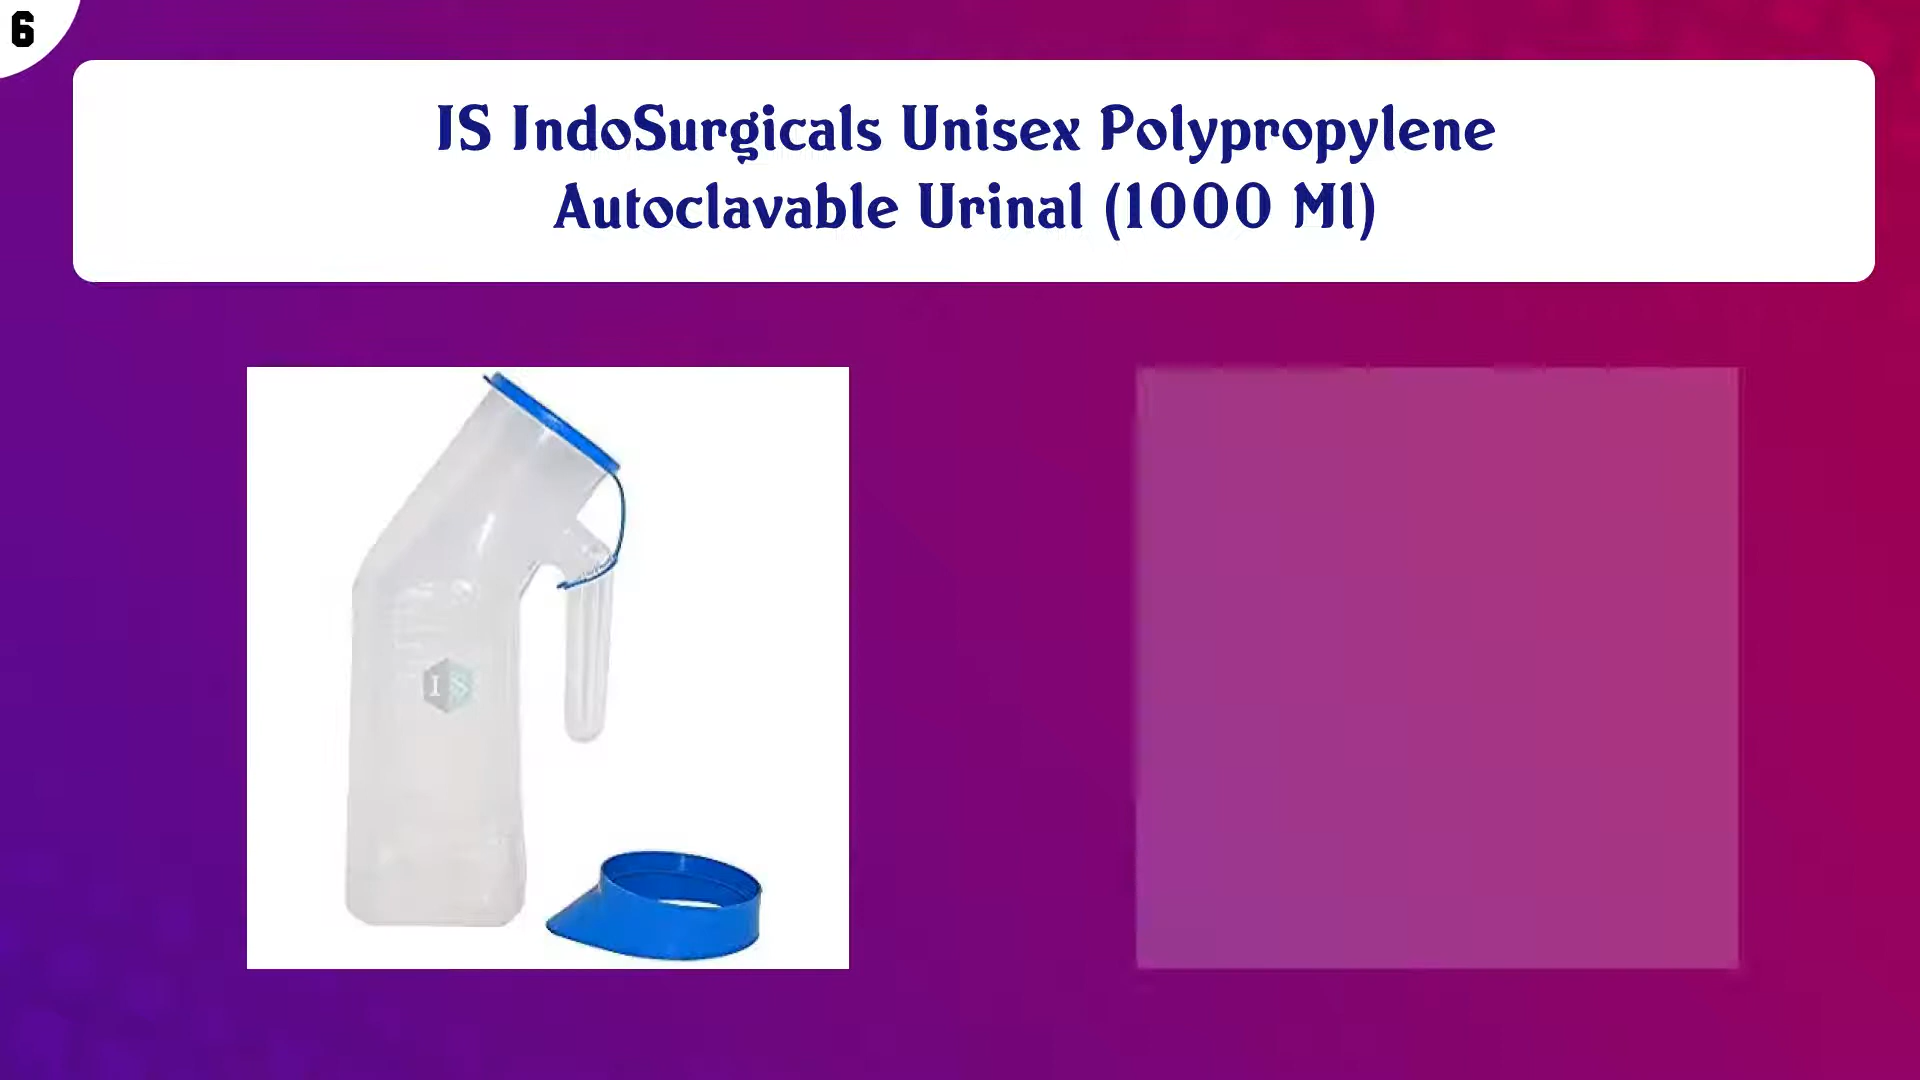 6
IS IndoSurgicals Unisex Polypropylene
Autoclavable Urinal (1000 Ml)
IS